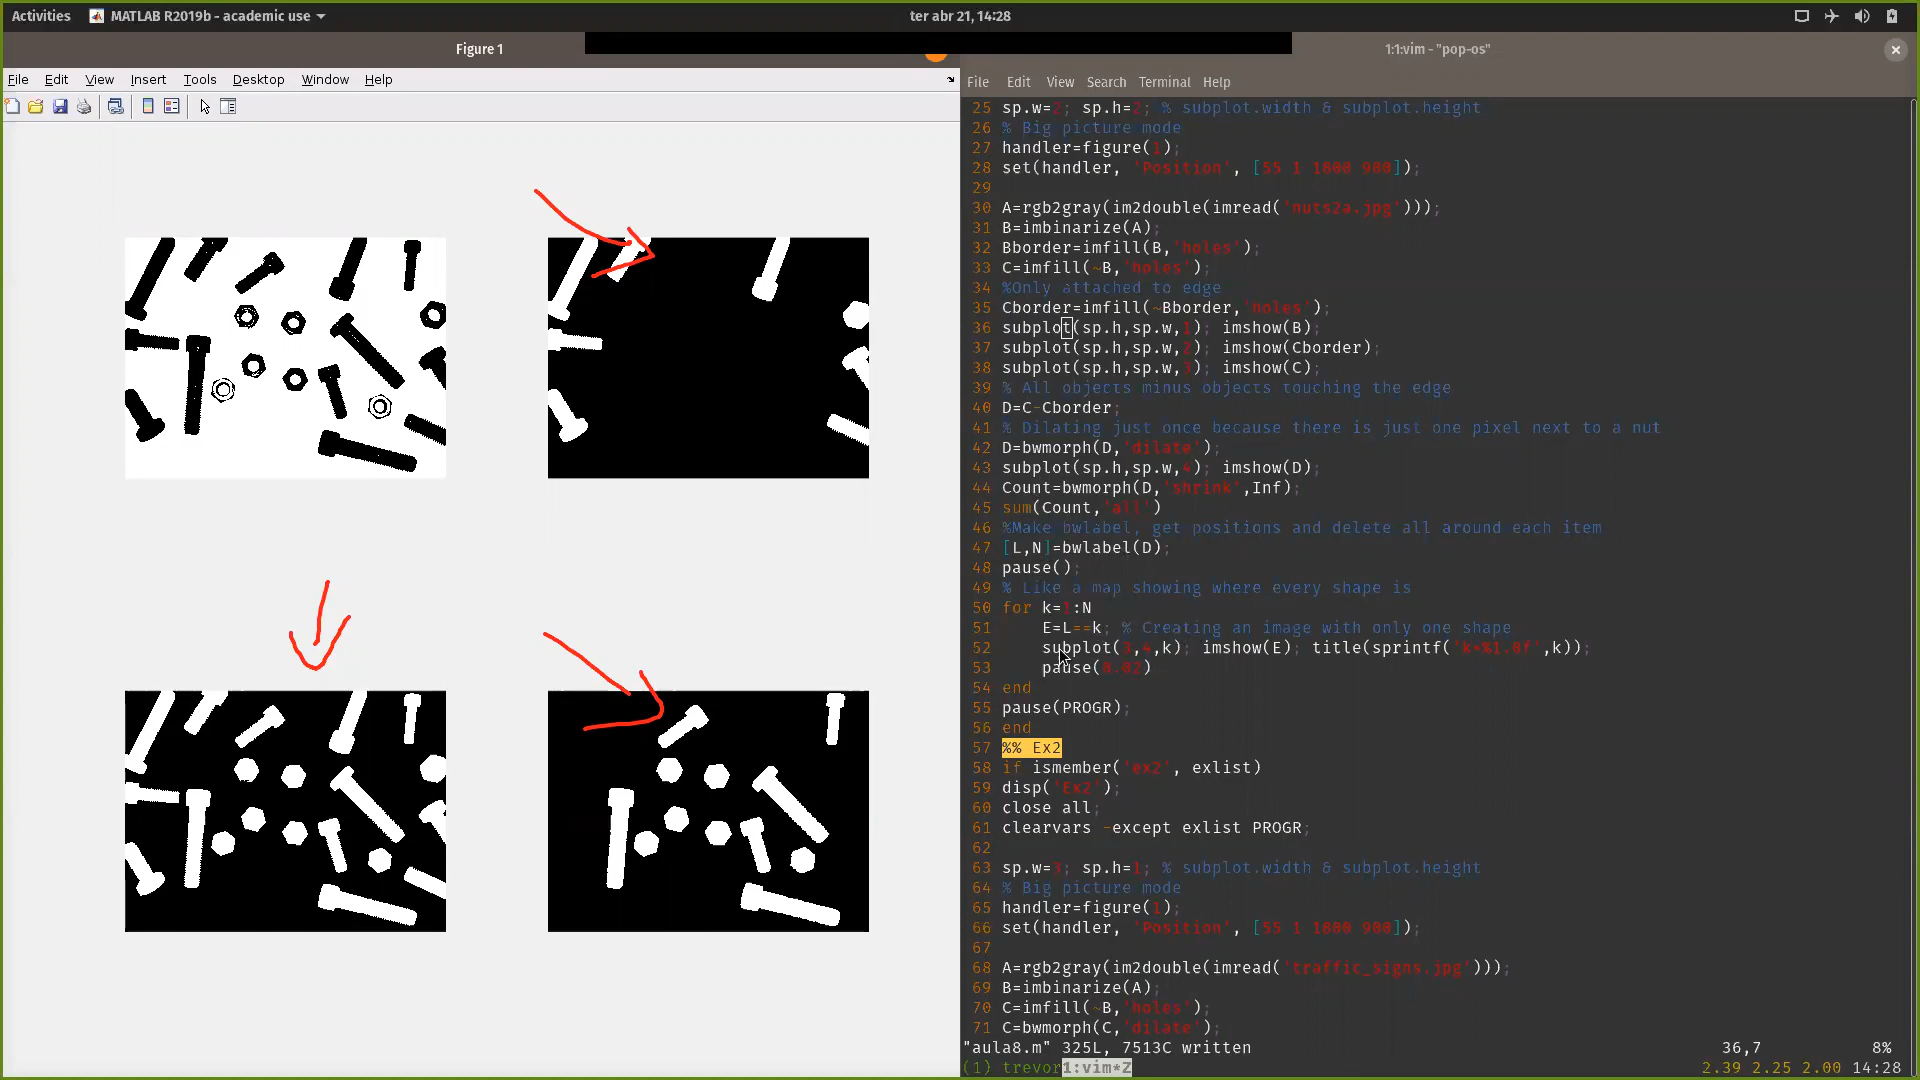 Activities MATLAB R2019b - academic use ter abr 21, 14:28
Figure 1
File Edit View Insert Tools Desktop Window Help
1:1:vim - "pop-os"
File Edit View Search Terminal Help
25 sp.w=2; sp.h=2; % subplot.width & subplot.height
26 % Big picture mode
27 handler=figure(1);
28 set(handler, 'Position', [55 1 1800 900]);
29
30 A=rgb2gray(im2double(imread('nuts2a.jpg')));
31 B=imbinarize(A);
32 Bborder=imfill(B,'holes');
33 C=imfill(~B,'holes');
34 %Only attached to edge
35 Cborder=imfill(~Bborder,'holes');
36 subplot(sp.h,sp.w,1); imshow(B);
37 subplot(sp.h,sp.w,2); imshow(Cborder);
38 subplot(sp.h,sp.w,3); imshow(C);
39 % All objects minus objects touching the edge
40 D=C-Cborder;
41 % Dilating just once because there is just one pixel next to a nut
42 D=bwmorph(D,'dilate');
43 subplot(sp.h,sp.w,4); imshow(D);
44 Count=bwmorph(D,'shrink',Inf);
45 sum(Count,'all')
46 %Make bwlabel, get positions and delete all around each item
47 [L,N]=bwlabel(D);
48 pause();
49 % Like a map showing where every shape is
50 for k=1:N
51 E=L==k; % Creating an image with only one shape
52 subplot(3,4,k); imshow(E); title(sprintf('k=%1.0f',k));
53 pause(0.02)
54 end
55 pause(PROGR);
56 end
57 %% Ex2
58 if ismember('ex2', exlist)
59 disp('Ex2');
60 close all;
61 clearvars -except exlist PROGR;
62
63 sp.w=3; sp.h=1; % subplot.width & subplot.height
64 % Big picture mode
65 handler=figure(1);
66 set(handler, 'Position', [55 1 1800 900]);
67
68 A=rgb2gray(im2double(imread('traffic_signs.jpg')));
69 B=imbinarize(A);
70 C=imfill(~B,'holes');
71 C=bwmorph(C,'dilate');
"aula8.m" 325L, 7513C written 36,7 8%
(1) trevor 1:vim*Z 2.39 2.25 2.00 14:28